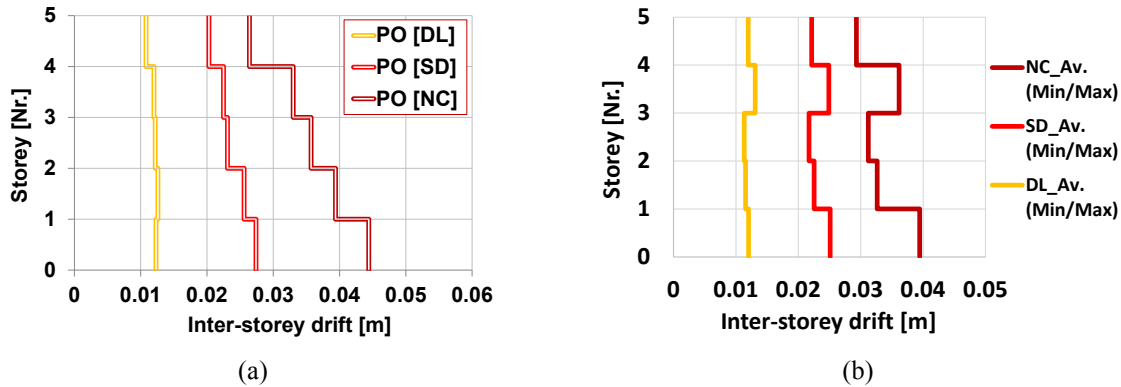 5
4
3
2
1
0
Storey [Nr.]
0 0.01 0.02 0.03 0.04 0.05 0.06
Inter-storey drift [m]
PO [DL]
PO [SD]
PO [NC]
(a)
5
4
3
2
1
0
Storey [Nr.]
0 0.01 0.02 0.03 0.04 0.05
Inter-storey drift [m]
NC_Av.
(Min/Max)
SD_Av.
(Min/Max)
DL_Av.
(Min/Max)
(b)